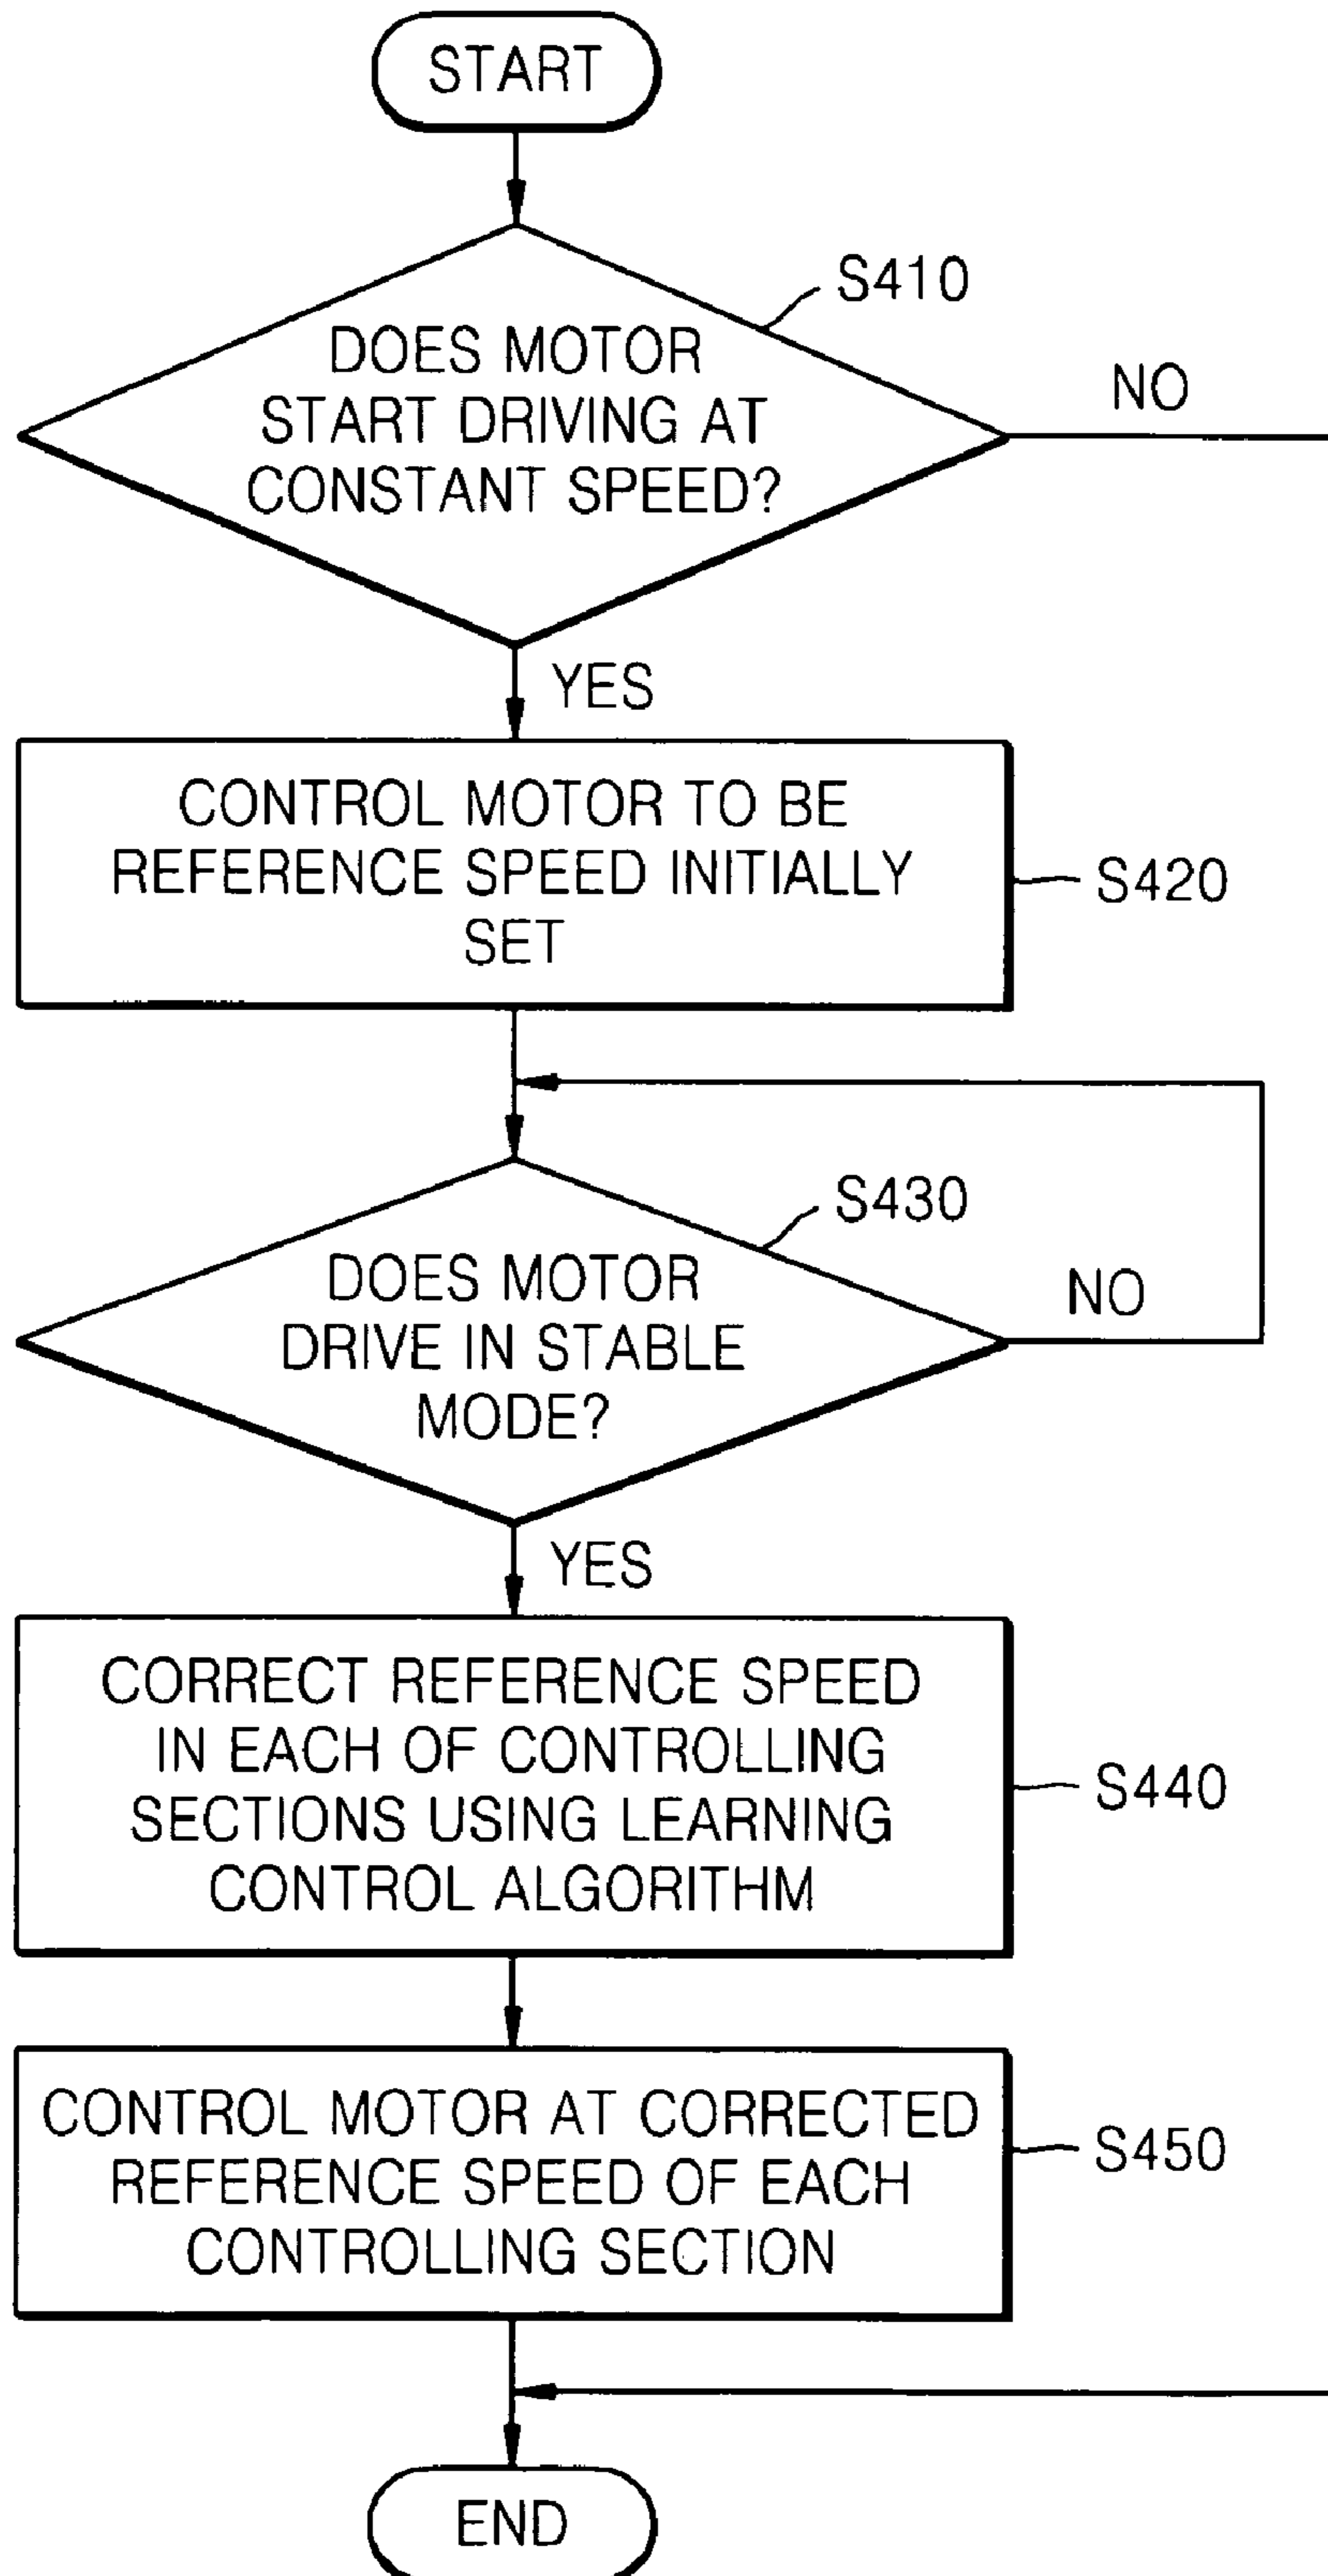 START
S410
DOES MOTOR
START DRIVING AT
CONSTANT SPEED?
NO
YES
CONTROL MOTOR TO BE
REFERENCE SPEED INITIALLY
SET
S420
S430
DOES MOTOR
DRIVE IN STABLE
MODE?
NO
YES
CORRECT REFERENCE SPEED
IN EACH OF CONTROLLING
SECTIONS USING LEARNING
CONTROL ALGORITHM
S440
CONTROL MOTOR AT CORRECTED
REFERENCE SPEED OF EACH
CONTROLLING SECTION
S450
END